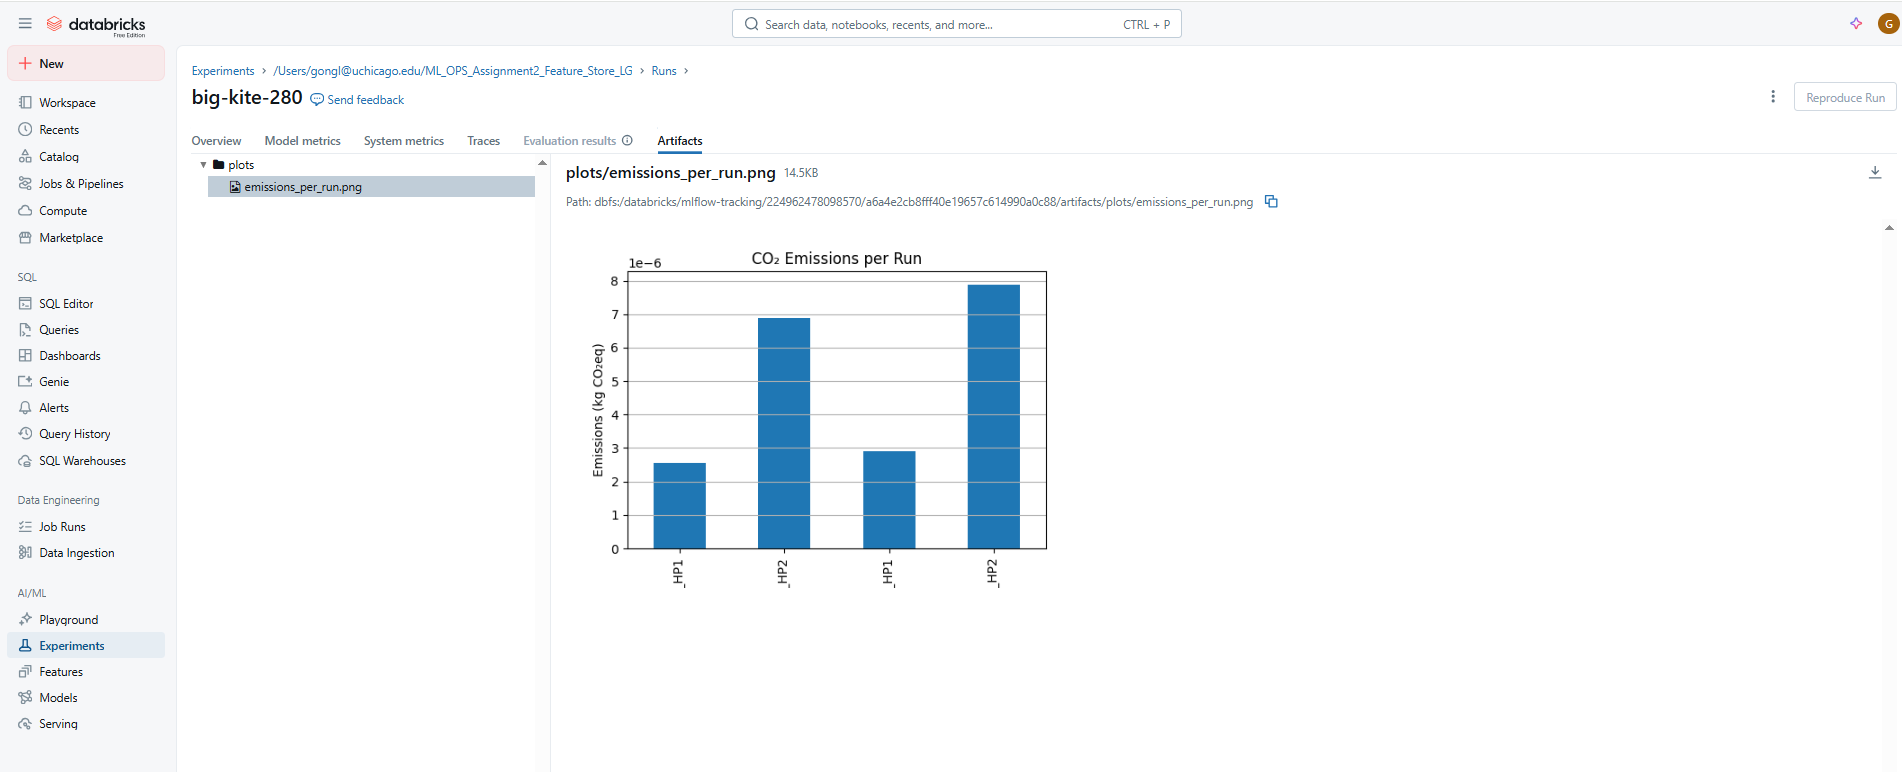 databricks
Free Edition
Search data, notebooks, recents, and more...
CTRL + P
G
New
Workspace
Recents
Catalog
Jobs & Pipelines
Compute
Marketplace
SQL
SQL Editor
Queries
Dashboards
Genie
Alerts
Query History
SQL Warehouses
Data Engineering
Job Runs
Data Ingestion
AI/ML
Playground
Experiments
Features
Models
Serving
Experiments › /Users/gongl@uchicago.edu/ML_OPS_Assignment2_Feature_Store_LG › Runs ›
big-kite-280 Send feedback
Reproduce Run
Overview Model metrics System metrics Traces Evaluation results Artifacts
plots
emissions_per_run.png
plots/emissions_per_run.png 14.5KB
Path: dbfs:/databricks/mlflow-tracking/224962478098570/a6a4e2cb8fff40e19657c614990a0c88/artifacts/plots/emissions_per_run.png
CO₂ Emissions per Run
1e−6
8
7
6
5
4
3
2
1
0
Emissions (kg CO₂eq)
_HP1
_HP2
_HP1
_HP2